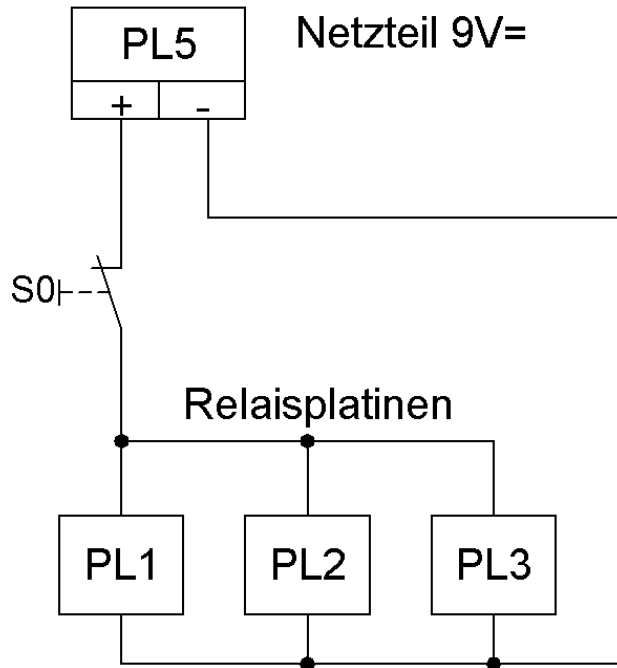 PL5
Netzteil 9V=
+ -
S0
Relaisplatinen
PL1 PL2 PL3